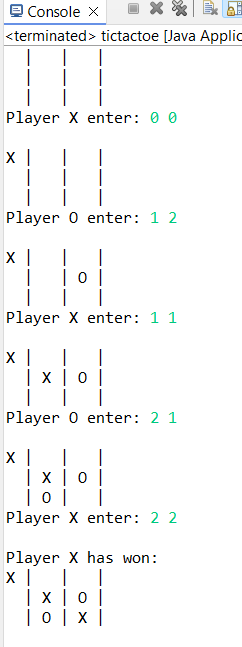 Console
<terminated> tictactoe [Java Applic
|   |   |
|   |   |
|   |   |
Player X enter: 0 0
X |   |   |
|   |   |
|   |   |
Player O enter: 1 2
X |   |   |
|   | O |
|   |   |
Player X enter: 1 1
X |   |   |
| X | O |
|   |   |
Player O enter: 2 1
X |   |   |
| X | O |
| O |   |
Player X enter: 2 2
Player X has won:
X |   |   |
| X | O |
| O | X |